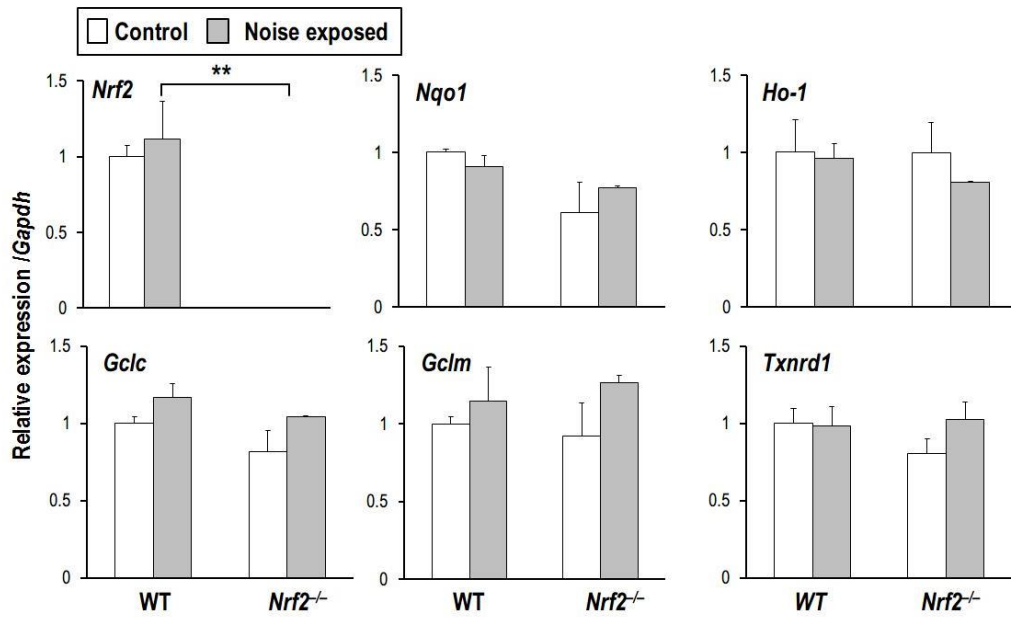 Control Noise exposed
Relative expression /Gapdh
Nrf2
**
1.5
1
0.5
0
Nqo1
1.5
1
0.5
0
Ho-1
1.5
1
0.5
0
Gclc
1.5
1
0.5
0
WT Nrf2–/–
Gclm
1.5
1
0.5
0
WT Nrf2–/–
Txnrd1
1.5
1
0.5
0
WT Nrf2–/–